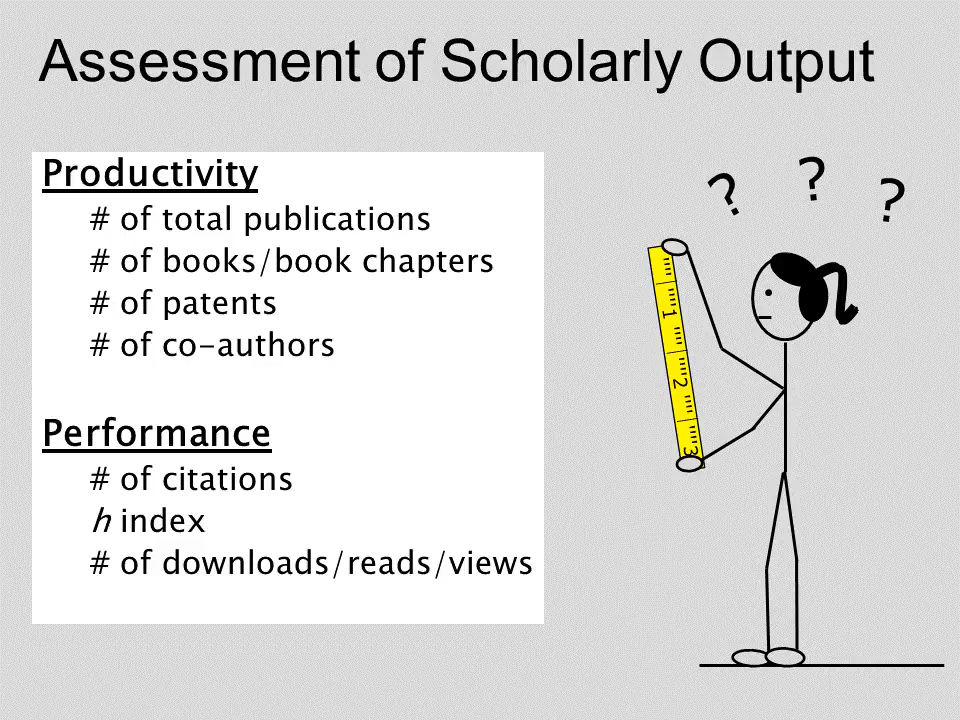 Assessment of Scholarly Output
Productivity
# of total publications
# of books/book chapters
# of patents
# of co-authors
Performance
# of citations
h index
# of downloads/reads/views
? ? ?
1
2
3